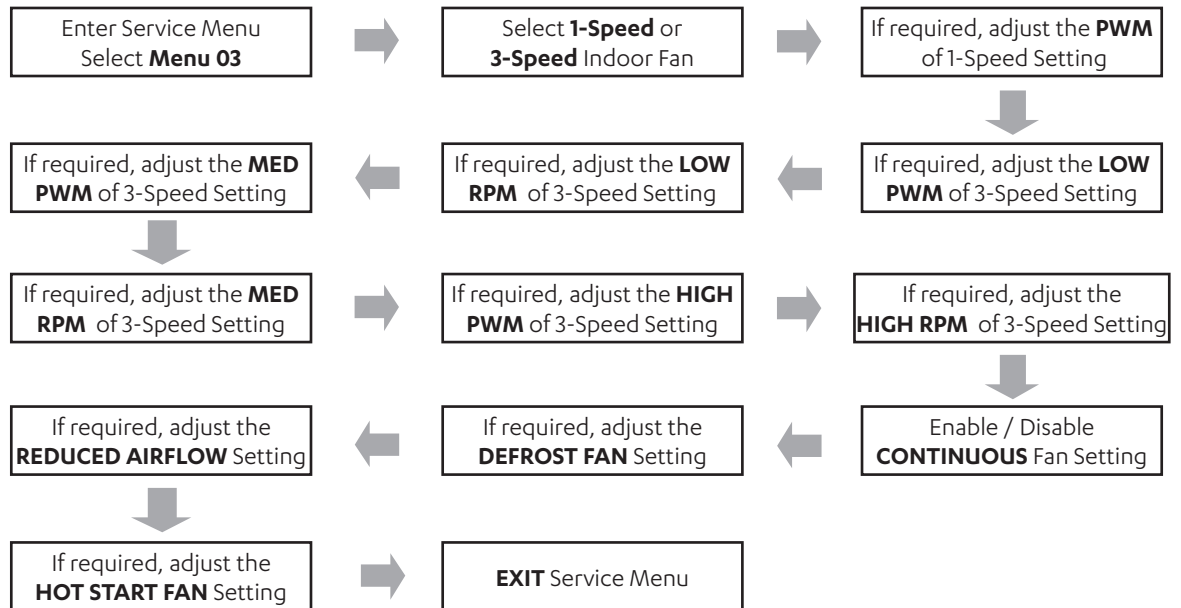 Enter Service Menu
Select Menu 03
Select 1-Speed or
3-Speed Indoor Fan
If required, adjust the PWM
of 1-Speed Setting
If required, adjust the LOW
PWM of 3-Speed Setting
If required, adjust the LOW
RPM of 3-Speed Setting
If required, adjust the MED
PWM of 3-Speed Setting
If required, adjust the MED
RPM of 3-Speed Setting
If required, adjust the HIGH
PWM of 3-Speed Setting
If required, adjust the
HIGH RPM of 3-Speed Setting
Enable / Disable
CONTINUOUS Fan Setting
If required, adjust the
DEFROST FAN Setting
If required, adjust the
REDUCED AIRFLOW Setting
If required, adjust the
HOT START FAN Setting
EXIT Service Menu